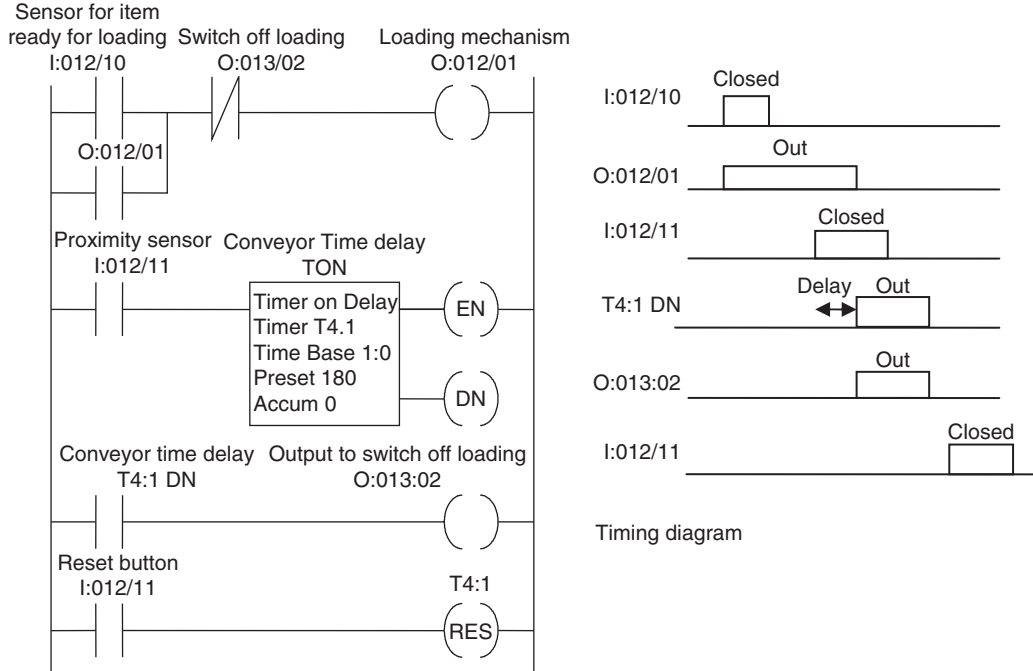 Sensor for item
ready for loading
I:012/10
Switch off loading
O:013/02
Loading mechanism
O:012/01
O:012/01
Proximity sensor
I:012/11
Conveyor Time delay
TON
Timer on Delay
Timer T4.1
Time Base 1:0
Preset 180
Accum 0
EN
DN
Conveyor time delay
T4:1 DN
Output to switch off loading
O:013:02
Reset button
I:012/11
T4:1
RES
I:012/10
Closed
O:012/01
Out
I:012/11
Closed
T4:1 DN
Delay
Out
O:013:02
Out
I:012/11
Closed
Timing diagram